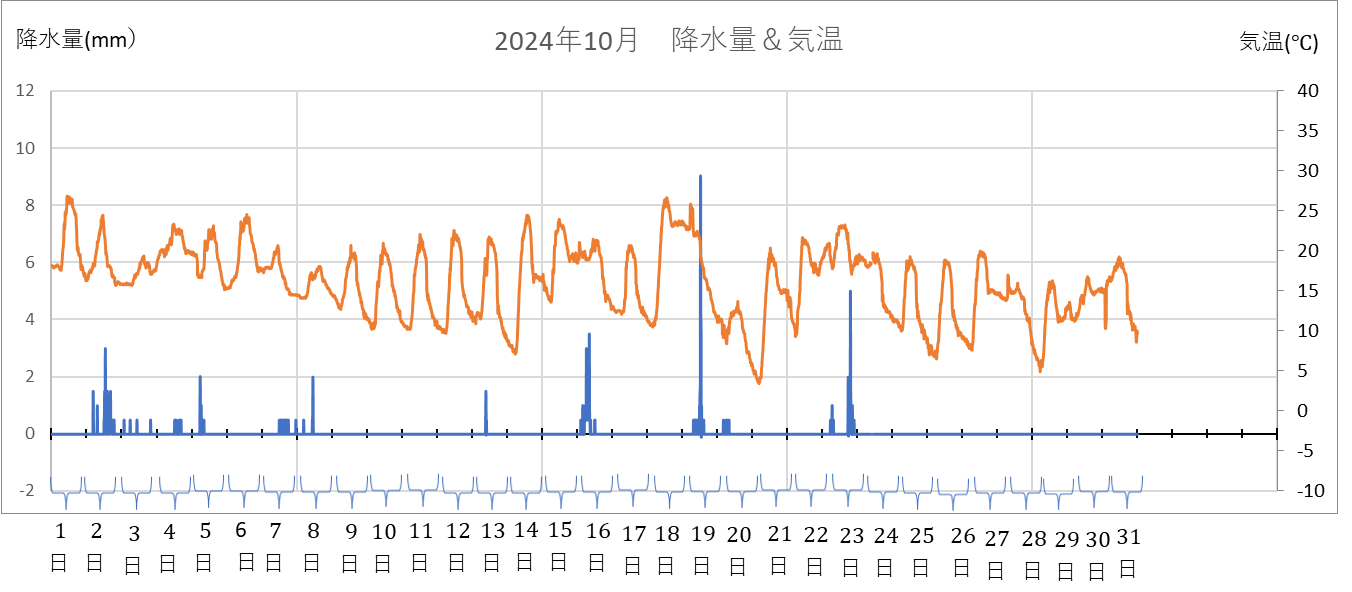 降水量(mm）
2024年10月　降水量＆気温
気温(℃)
12
10
8
6
4
2
0
-2
40
35
30
25
20
15
10
5
0
-5
-10
1日
2日
3日
4日
5日
6日
7日
8日
9日
10日
11日
12日
13日
14日
15日
16日
17日
18日
19日
20日
21日
22日
23日
24日
25日
26日
27日
28日
29日
30日
31日